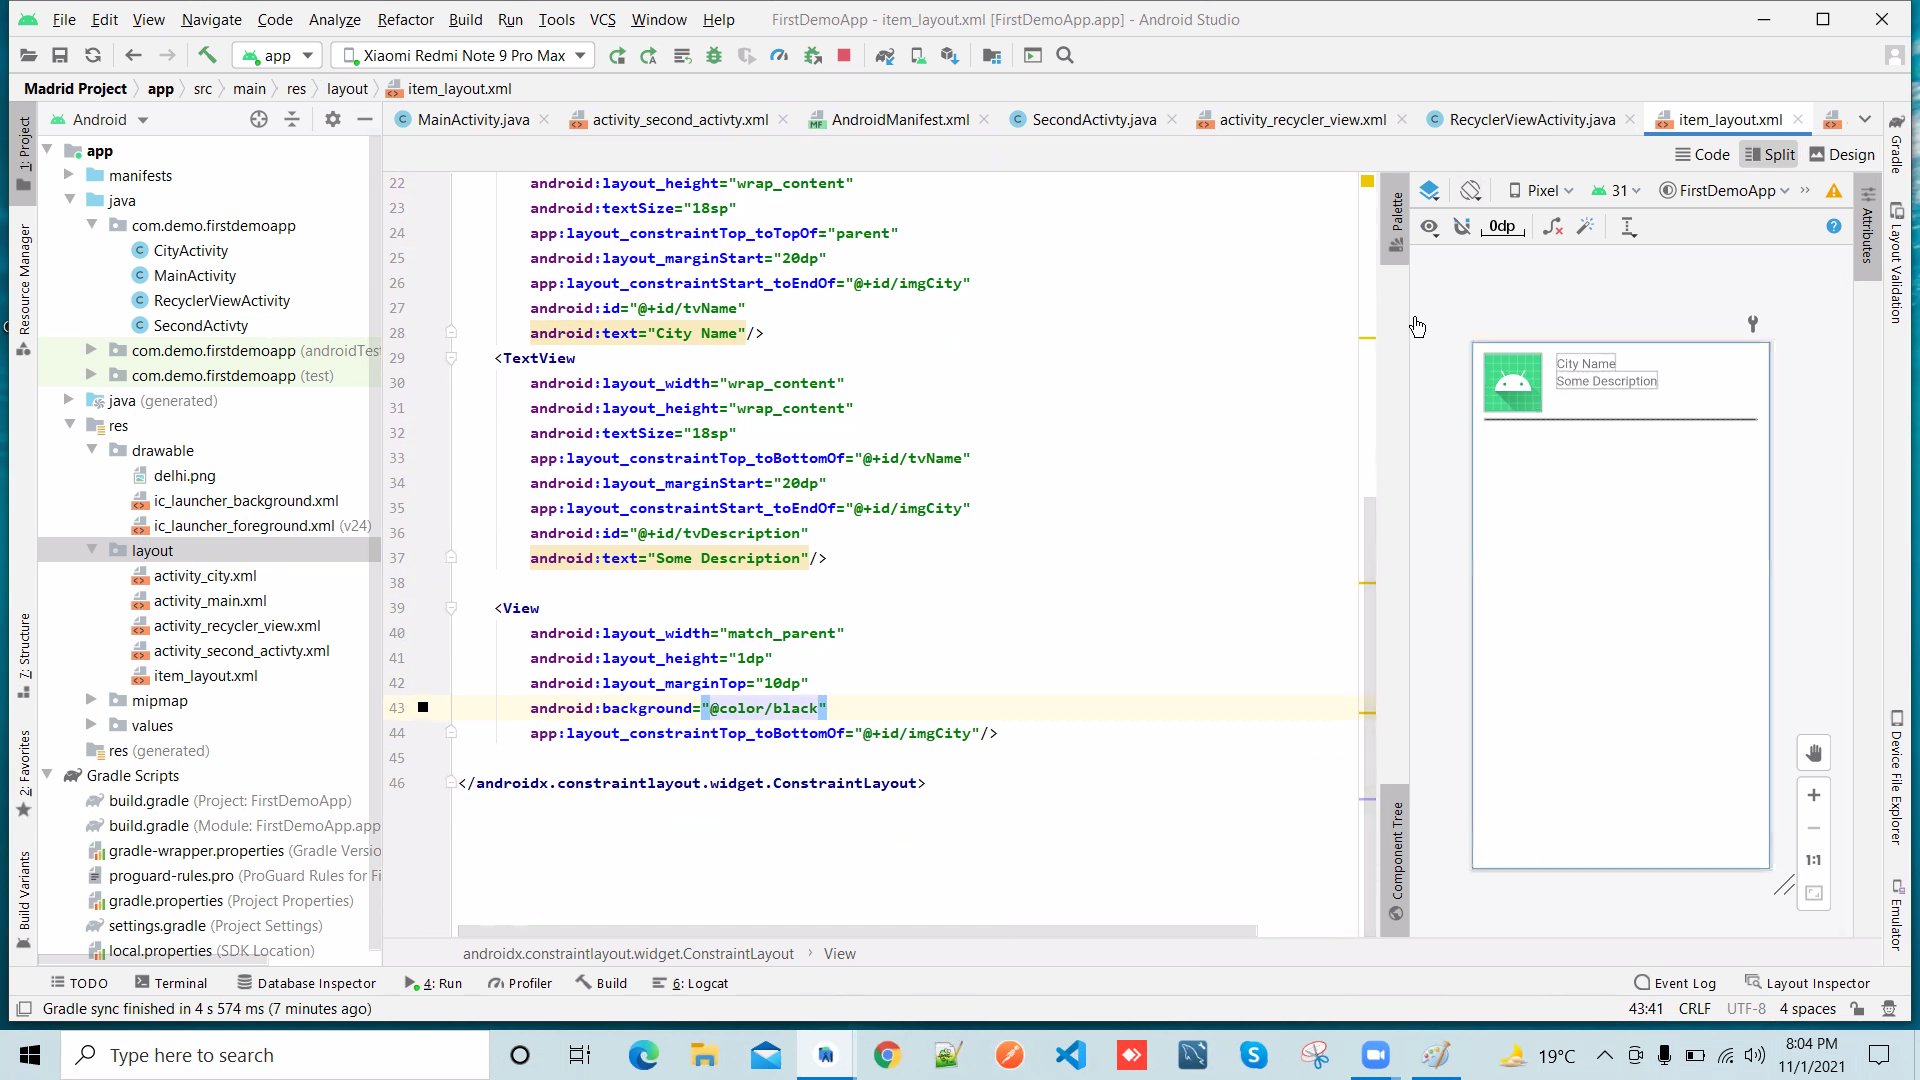 File Edit View Navigate Code Analyze Refactor Build Run Tools VCS Window Help FirstDemoApp - item_layout.xml [FirstDemoApp.app] - Android Studio
app Xiaomi Redmi Note 9 Pro Max
Madrid Project app src main res layout item_layout.xml
Android
MainActivity.java activity_second_activty.xml AndroidManifest.xml SecondActivty.java activity_recycler_view.xml RecyclerViewActivity.java item_layout.xml
Code Split Design
1: Project
Resource Manager
7: Structure
2: Favorites
Build Variants
app
manifests
java
com.demo.firstdemoapp
CityActivity
MainActivity
RecyclerViewActivity
SecondActivty
com.demo.firstdemoapp (androidTest
com.demo.firstdemoapp (test)
java (generated)
res
drawable
delhi.png
ic_launcher_background.xml
ic_launcher_foreground.xml (v24)
layout
activity_city.xml
activity_main.xml
activity_recycler_view.xml
activity_second_activty.xml
item_layout.xml
mipmap
values
res (generated)
Gradle Scripts
build.gradle (Project: FirstDemoApp)
build.gradle (Module: FirstDemoApp.app
gradle-wrapper.properties (Gradle Versio
proguard-rules.pro (ProGuard Rules for Fi
gradle.properties (Project Properties)
settings.gradle (Project Settings)
local.properties (SDK Location)
22 android:layout_height="wrap_content"
23 android:textSize="18sp"
24 app:layout_constraintTop_toTopOf="parent"
25 android:layout_marginStart="20dp"
26 app:layout_constraintStart_toEndOf="@+id/imgCity"
27 android:id="@+id/tvName"
28 android:text="City Name"/>
29 <TextView
30 android:layout_width="wrap_content"
31 android:layout_height="wrap_content"
32 android:textSize="18sp"
33 app:layout_constraintTop_toBottomOf="@+id/tvName"
34 android:layout_marginStart="20dp"
35 app:layout_constraintStart_toEndOf="@+id/imgCity"
36 android:id="@+id/tvDescription"
37 android:text="Some Description"/>
38
39 <View
40 android:layout_width="match_parent"
41 android:layout_height="1dp"
42 android:layout_marginTop="10dp"
43 android:background="@color/black"
44 app:layout_constraintTop_toBottomOf="@+id/imgCity"/>
45
46 </androidx.constraintlayout.widget.ConstraintLayout>
androidx.constraintlayout.widget.ConstraintLayout View
Palette
Component Tree
Pixel 31 FirstDemoApp
0dp
City Name
Some Description
1:1
Attributes
Gradle
Layout Validation
Device File Explorer
Emulator
TODO Terminal Database Inspector 4: Run Profiler Build 6: Logcat Event Log Layout Inspector
Gradle sync finished in 4 s 574 ms (7 minutes ago) 43:41 CRLF UTF-8 4 spaces
Type here to search
19°C
8:04 PM
11/1/2021